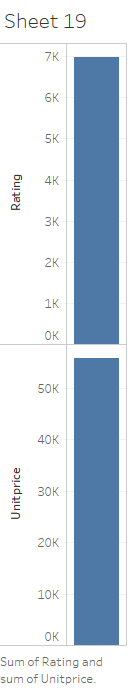 Sheet 19
7K
6K
5K
4K
3K
2K
1K
0K
Rating
50K
40K
30K
20K
10K
0K
Unitprice
Sum of Rating and
sum of Unitprice.